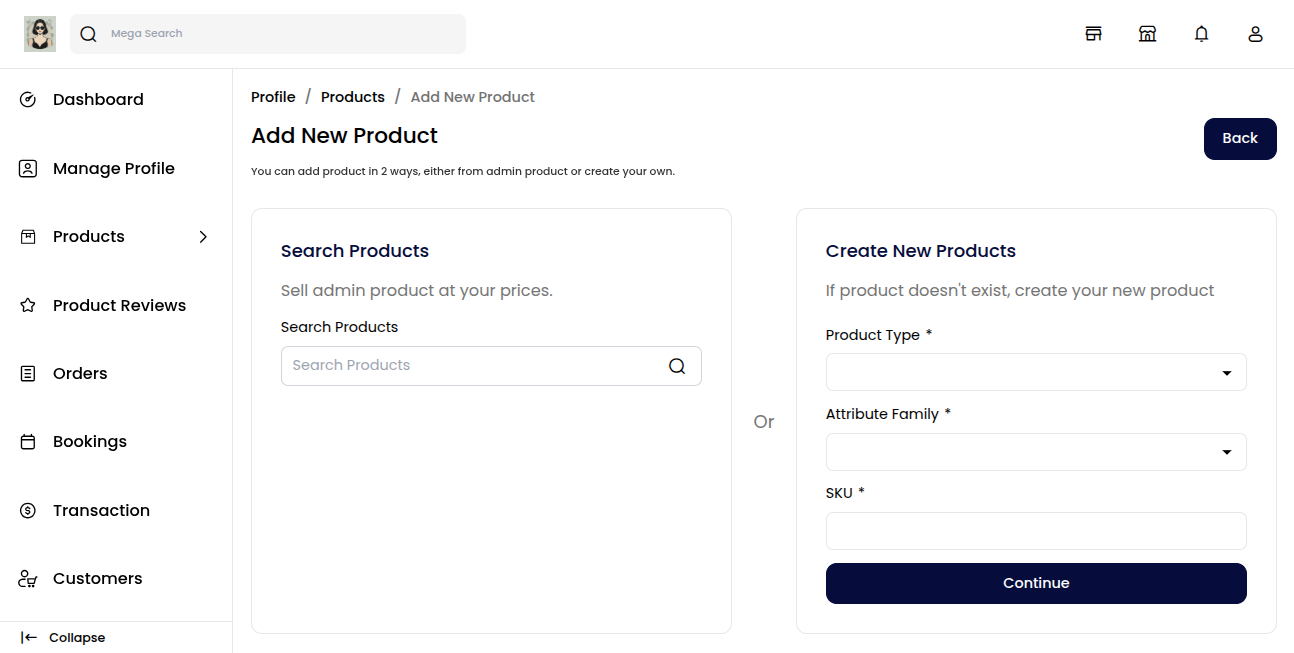 Mega Search
Dashboard
Manage Profile
Products
Product Reviews
Orders
Bookings
Transaction
Customers
Collapse
Profile / Products / Add New Product
Add New Product
Back
You can add product in 2 ways, either from admin product or create your own.
Search Products
Sell admin product at your prices.
Search Products
Search Products
Or
Create New Products
If product doesn't exist, create your new product
Product Type *
Attribute Family *
SKU *
Continue